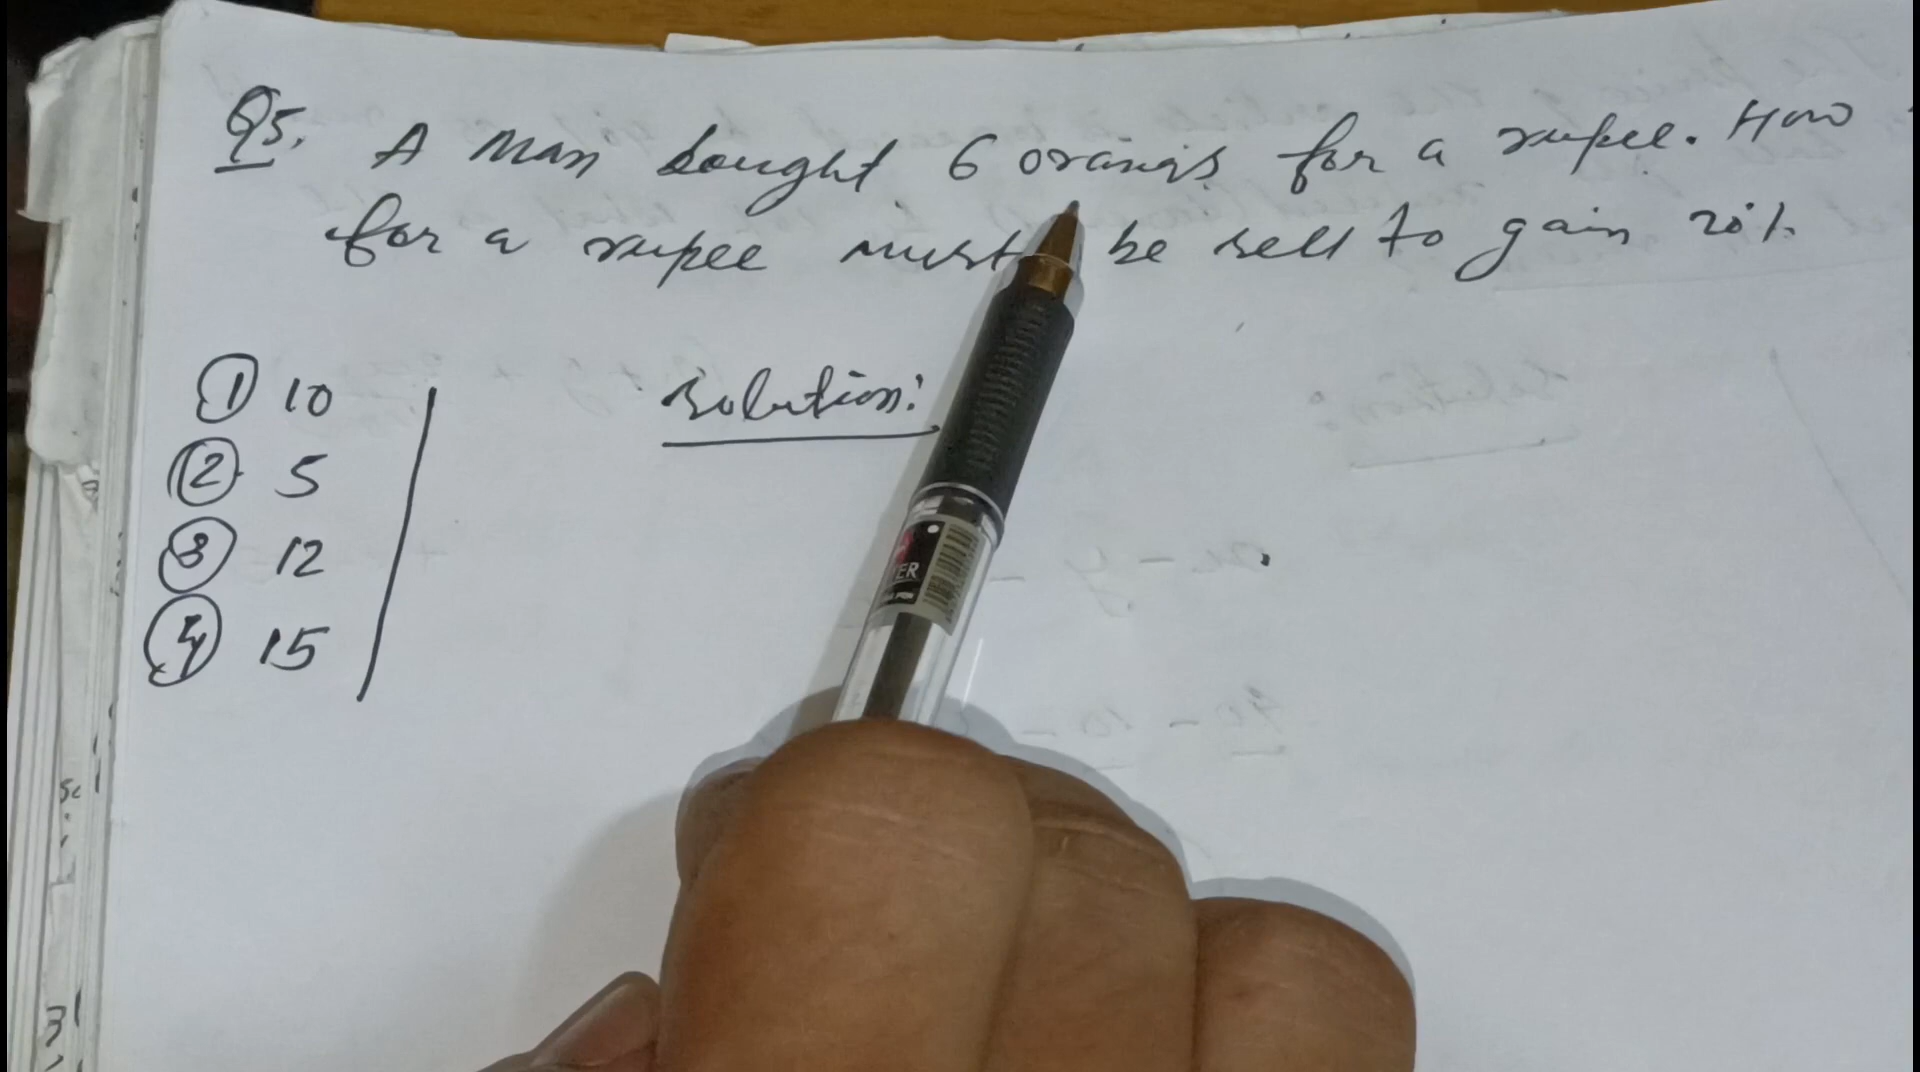 Q5. A man bought 6 oranges for a rupee. How
for a rupee must be sell to gain 20%
① 10
② 5
③ 12
④ 15
Solution: